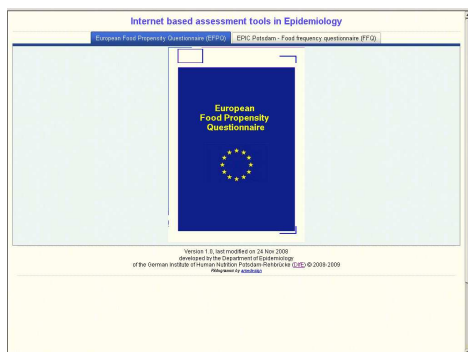 Internet based assessment tools in Epidemiology
European Food Propensity Questionnaire (EFPQ)
EPIC Potsdam - Food frequency questionnaire (FFQ)
European
Food Propensity
Questionnaire
Version 1.0, last modified on 24 Nov 2008
developed by the Department of Epidemiology
of the German Institute of Human Nutrition Potsdam-Rehbrücke (DIfE) © 2008-2009